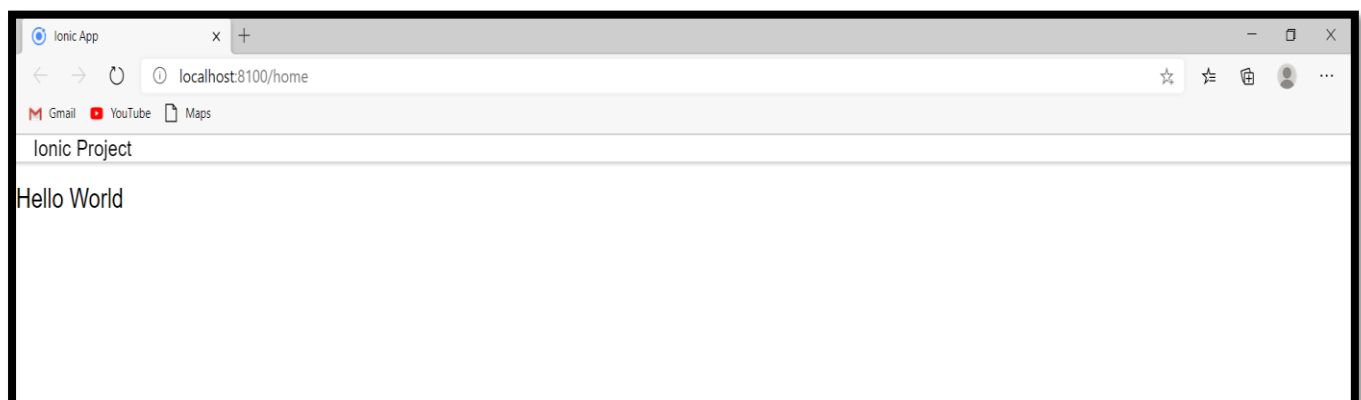 Ionic App
localhost:8100/home
Gmail YouTube Maps
Ionic Project
Hello World